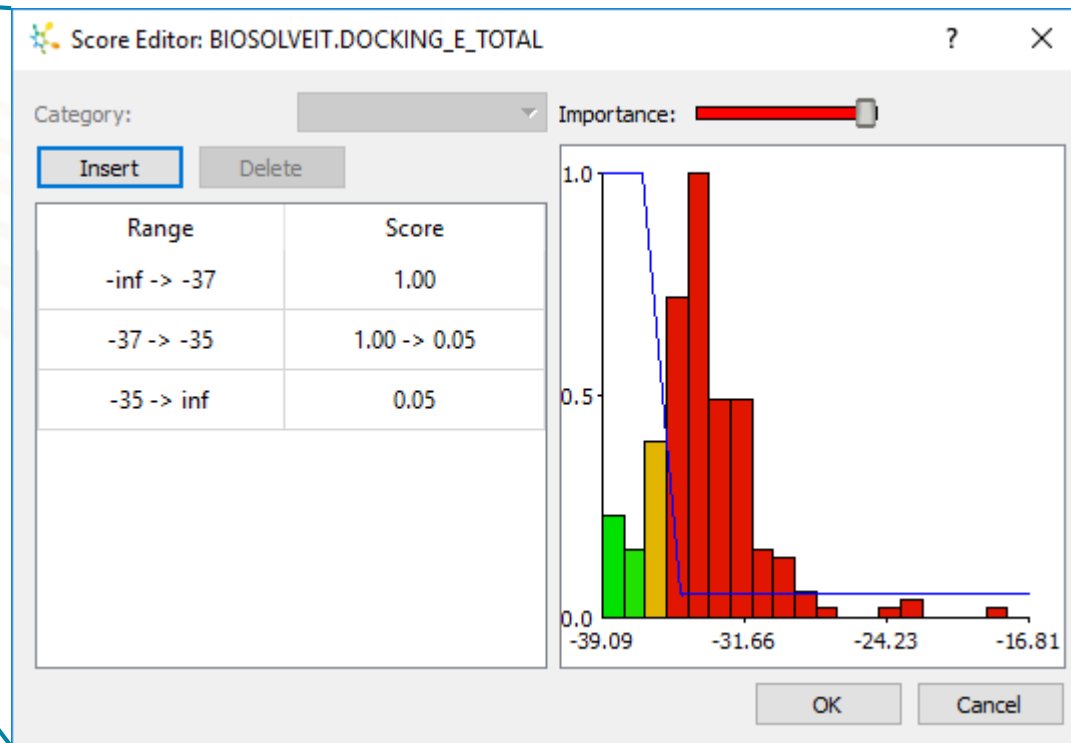 Score Editor: BIOSOLVEIT.DOCKING_E_TOTAL ? ×
Category: Importance:
Insert Delete
Range Score
-inf -> -37 1.00
-37 -> -35 1.00 -> 0.05
-35 -> inf 0.05
1.0
0.5
0.0
-39.09 -31.66 -24.23 -16.81
OK Cancel